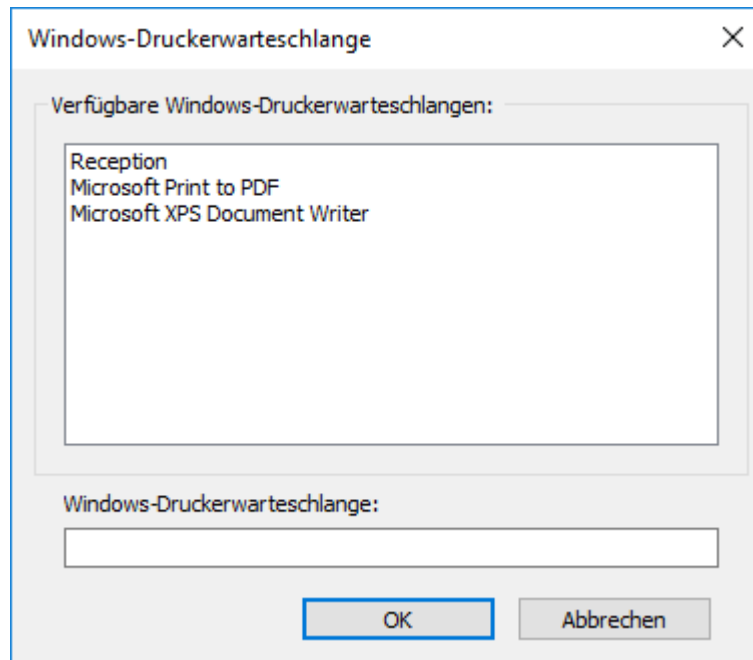 Windows-Druckerwarteschlange
Verfügbare Windows-Druckerwarteschlangen:
Reception
Microsoft Print to PDF
Microsoft XPS Document Writer
Windows-Druckerwarteschlange:
OK
Abbrechen